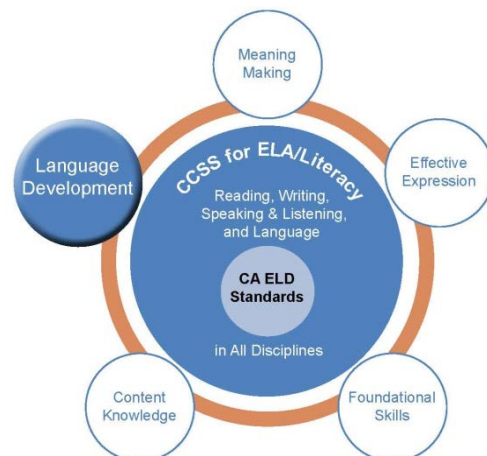 Meaning
Making
Language
Development
Effective
Expression
CCSS for ELA/Literacy
Reading, Writing,
Speaking & Listening,
and Language
CA ELD
Standards
in All Disciplines
Content
Knowledge
Foundational
Skills